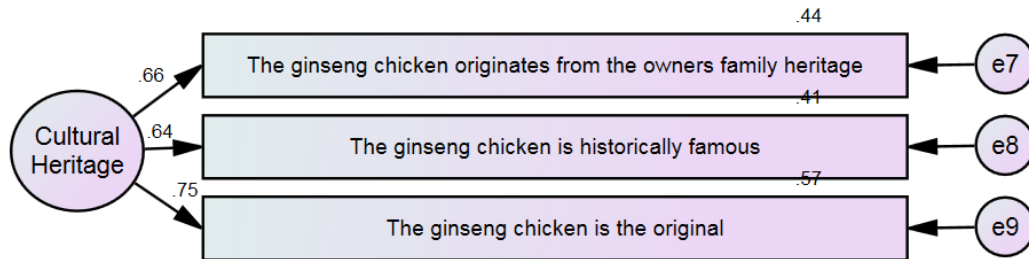 .44
.66
The ginseng chicken originates from the owners family heritage
e7
.41
Cultural
Heritage
.64
The ginseng chicken is historically famous
e8
.57
.75
The ginseng chicken is the original
e9